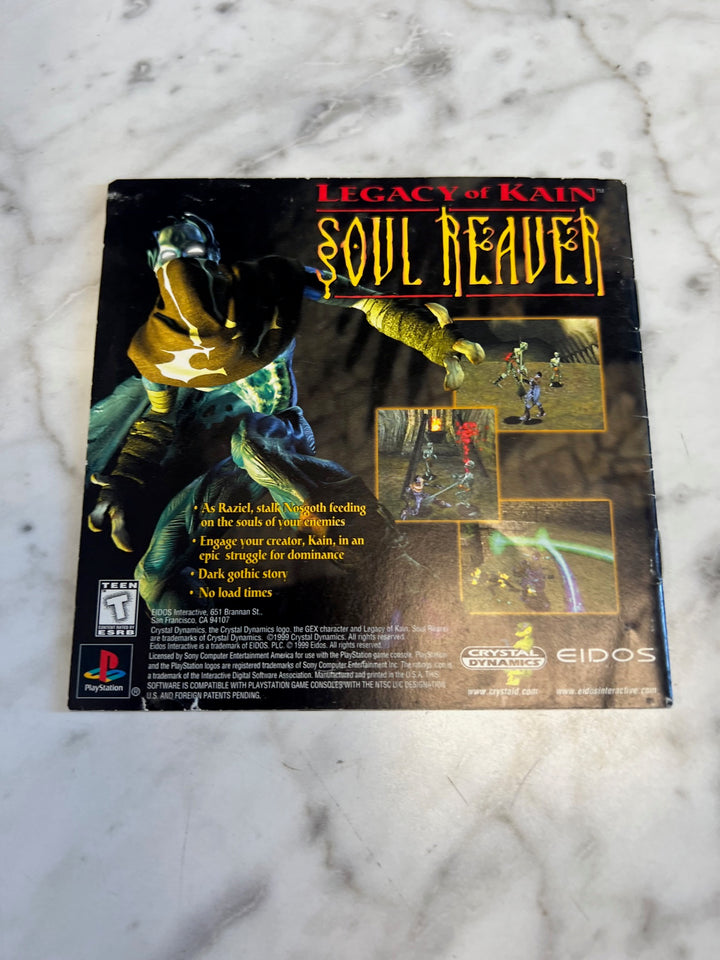 LEGACY of KAIN™
SOUL REAVER
• As Raziel, stalk Nosgoth feeding
on the souls of your enemies
• Engage your creator, Kain, in an
epic struggle for dominance
• Dark gothic story
• No load times
TEEN
T
CONTENT RATED BY
ESRB
EIDOS Interactive, 651 Brannan St.,
San Francisco, CA 94107
Crystal Dynamics, the Crystal Dynamics logo, the GEX character and Legacy of Kain, Soul Reaver
are trademarks of Crystal Dynamics. ©1999 Crystal Dynamics. All rights reserved.
Eidos Interactive is a trademark of EIDOS, PLC. © 1999 Eidos. All rights reserved.
Licensed by Sony Computer Entertainment America for use with the PlayStation game console. PlayStation
and the PlayStation logos are registered trademarks of Sony Computer Entertainment Inc. The ratings icon is
a trademark of the Interactive Digital Software Association. Manufactured and printed in the U.S.A. THIS
SOFTWARE IS COMPATIBLE WITH PLAYSTATION GAME CONSOLES WITH THE NTSC U/C DESIGNATION.
U.S. AND FOREIGN PATENTS PENDING.
PlayStation ®
CRYSTAL
DYNAMICS
EIDOS
www.crystald.com
www.eidosinteractive.com